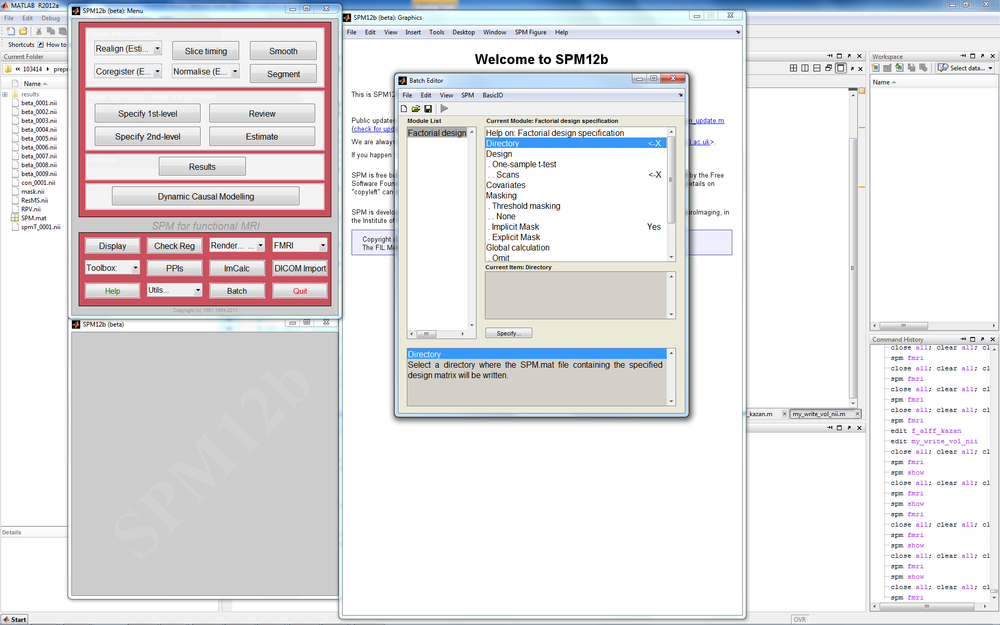 MATLAB R2012a
File Edit Debug
Shortcuts How to
Current Folder
« 103414 ▸ prepr
Name
results
beta_0001.nii
beta_0002.nii
beta_0003.nii
beta_0004.nii
beta_0005.nii
beta_0006.nii
beta_0007.nii
beta_0008.nii
beta_0009.nii
con_0001.nii
mask.nii
ResMS.nii
RPV.nii
SPM.mat
spmT_0001.nii
Details
Start
SPM12b (beta): Menu
Spatial pre-processing
Realign (Esti... Slice timing Smooth
Coregister (E... Normalise (E... Segment
Model specification, review and estimation
Specify 1st-level Review
Specify 2nd-level Estimate
Inference
Results
Dynamic Causal Modelling
SPM for functional MRI
Display Check Reg Render... ... FMRI
Toolbox: PPIs ImCalc DICOM Import
Help Utils... Batch Quit
Copyright (c) 1991,1994-2013
SPM12b (beta)
SPM12b
SPM12b (beta): Graphics
File Edit View Insert Tools Desktop Window SPM Figure Help
Welcome to SPM12b
This is SPM12
Public updates m_update.m
(check for upd
We are always l.ac.uk>.
If you happen
SPM is free bu by the Free
Software Foun etails on
"copyleft" can
SPM is develo uroImaging, in
the Institute of
Copyright
The FIL Me
Batch Editor
File Edit View SPM BasicIO
Module List
Factorial design
Current Module: Factorial design specification
Help on: Factorial design specification
Directory <-X
Design
. One-sample t-test
. . Scans <-X
Covariates
Masking
. Threshold masking
. . None
. Implicit Mask Yes
. Explicit Mask
Global calculation
. Omit
Current Item: Directory
Specify...
Directory
Select a directory where the SPM.mat file containing the specified
design matrix will be written.
f_kazan.m my_write_vol_nii.m
Workspace
Select data...
Name
Command History
close all; clear all; cl
spm fmri
close all; clear all; cl
spm fmri
close all; clear all; cl
spm fmri
close all; clear all; cl
spm fmri
edit f_alff_kazan
edit my_write_vol_nii
close all; clear all; cl
spm fmri
spm show
close all; clear all; cl
spm fmri
spm show
spm fmri
close all; clear all; cl
spm fmri
spm show
close all; clear all; cl
spm fmri
spm show
close all; clear all; cl
spm fmri
OVR